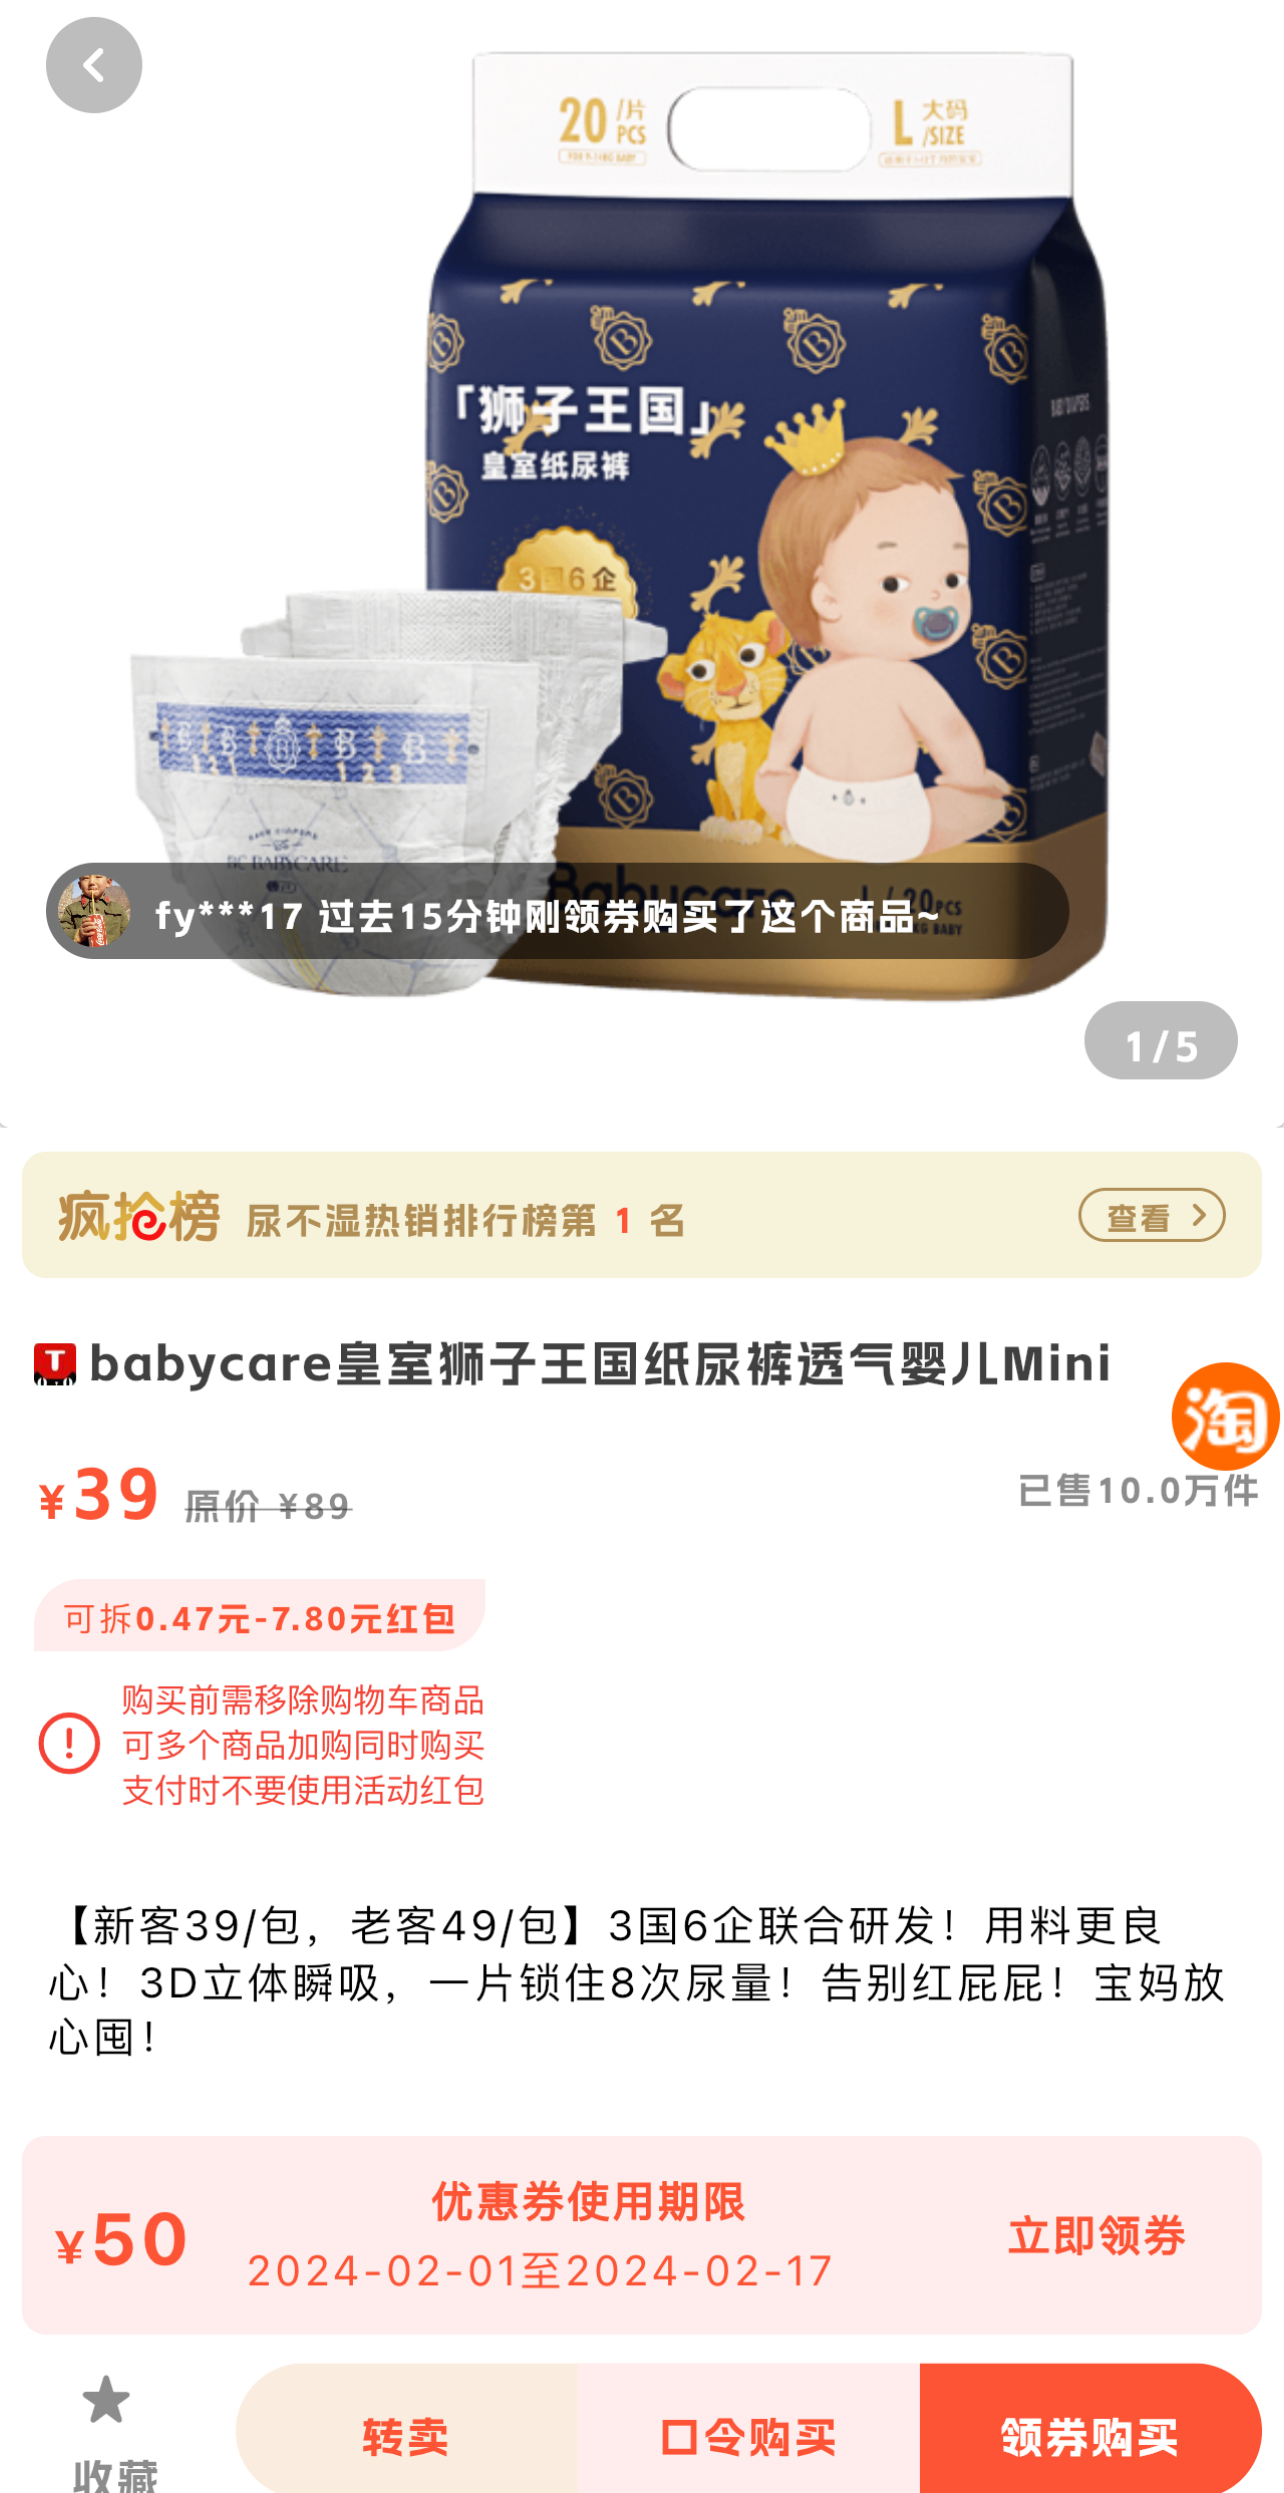 20 /片 PCS
L 大码 /SIZE
「狮子王国」
皇室纸尿裤
3国6企
BABY DIAPERS
BC BABYCARE
Babycare L / 20PCS
fy***17 过去15分钟刚领券购买了这个商品~
1/5
疯抢榜 尿不湿热销排行榜第 1 名 查看
babycare皇室狮子王国纸尿裤透气婴儿Mini
淘
¥39 原价 ¥89 已售10.0万件
可拆0.47元-7.80元红包
购买前需移除购物车商品
可多个商品加购同时购买
支付时不要使用活动红包
【新客39/包，老客49/包】3国6企联合研发！用料更良
心！3D立体瞬吸，一片锁住8次尿量！告别红屁屁！宝妈放
心囤！
优惠券使用期限
¥50 2024-02-01至2024-02-17 立即领券
收藏 转卖 口令购买 领券购买